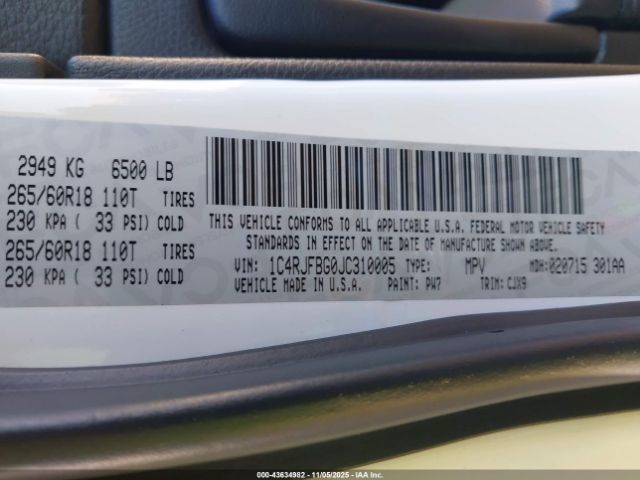 2949 KG 6500 LB
265/60R18 110T TIRES
230 KPA ( 33 PSI) COLD
265/60R18 110T TIRES
230 KPA ( 33 PSI) COLD
THIS VEHICLE CONFORMS TO ALL APPLICABLE U.S.A. FEDERAL MOTOR VEHICLE SAFETY
STANDARDS IN EFFECT ON THE DATE OF MANUFACTURE SHOWN ABOVE.
VIN: 1C4RJFBG0JC310005 TYPE: MPV MDH: 020715 301AA
VEHICLE MADE IN U.S.A. PAINT: PW7 TRIM: CJX9
000-43634982 — 11/05/2025 — IAAI.COM